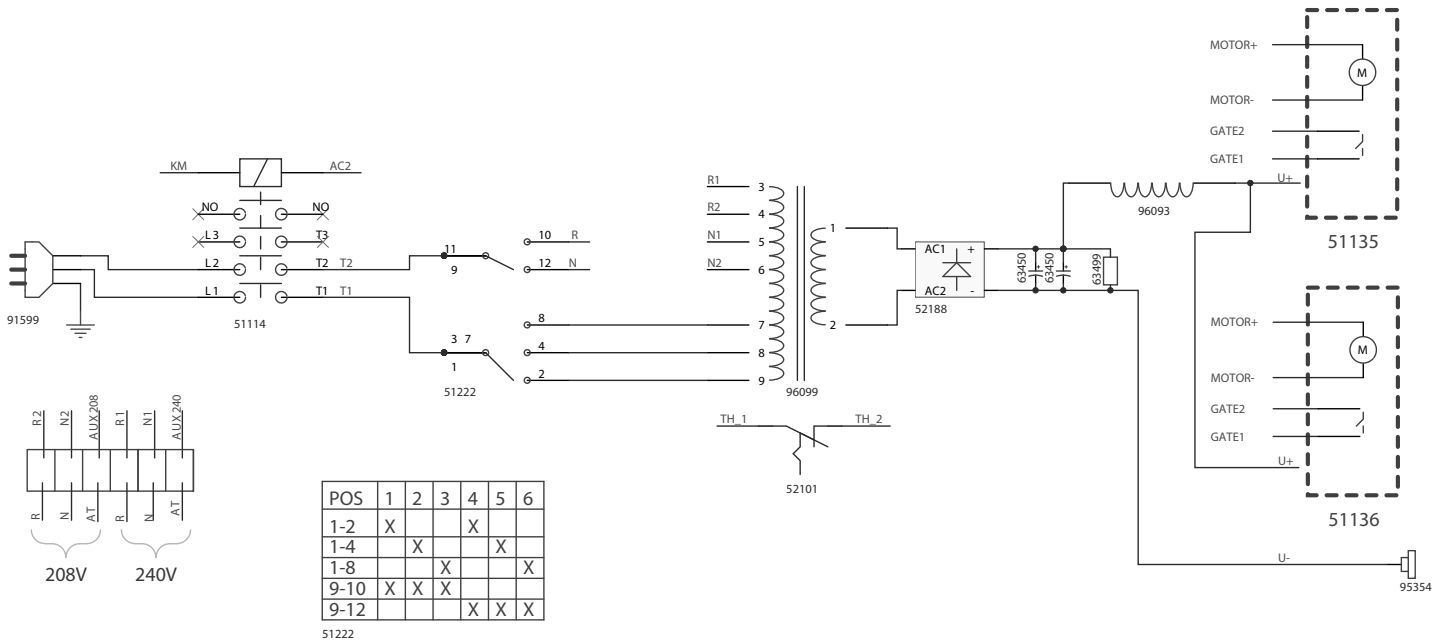 MOTOR+
M
MOTOR-
GATE2
GATE1
U+
51135
KM
AC2
NO
NO
L3
T3
L2
T2
T2
L1
T1
T1
91599
51114
11
9
10
R
12
N
3 7
1
8
4
2
51222
R1
3
R2
4
N1
5
N2
6
7
8
9
1
2
96099
AC1
+
AC2
-
52188
63450
+
63450
+
63499
96093
MOTOR+
M
MOTOR-
GATE2
GATE1
U+
51136
TH_1
TH_2
52101
U-
95354
R2
N2
AUX208
R1
N1
AUX240
R
N
AT
R
N
AT
208V
240V
POS 1 2 3 4 5 6
1-2 X X
1-4 X X
1-8 X X
9-10 X X X
9-12 X X X
51222